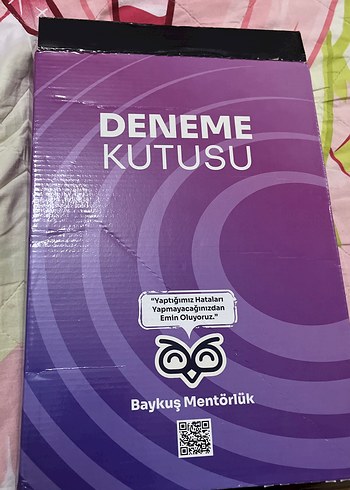 DENEME
KUTUSU
"Yaptığımız Hataları
Yapmayacağınızdan
Emin Oluyoruz."
Baykuş Mentörlük